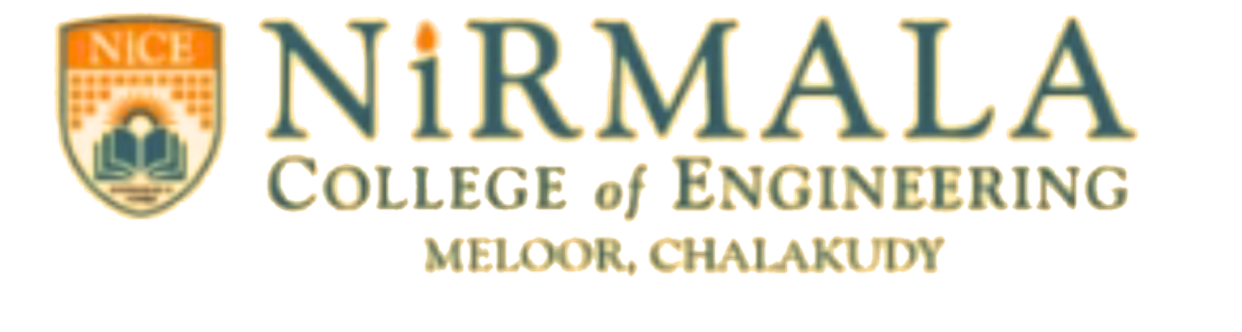 NICE
NiRMALA
COLLEGE of ENGINEERING
MELOOR, CHALAKUDY